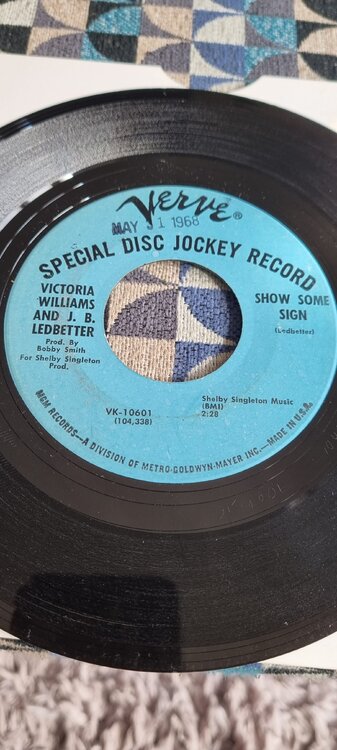 Verve®
MAY 31 1968
SPECIAL DISC JOCKEY RECORD
VICTORIA
WILLIAMS
AND J. B.
LEDBETTER
Prod. By
Bobby Smith
For Shelby Singleton
Prod.
SHOW SOME
SIGN
(Ledbetter)
VK-10601
(104,338)
Shelby Singleton Music
(BMI)
2:28
MGM RECORDS—A DIVISION OF METRO-GOLDWYN-MAYER INC.—MADE IN U.S.A.